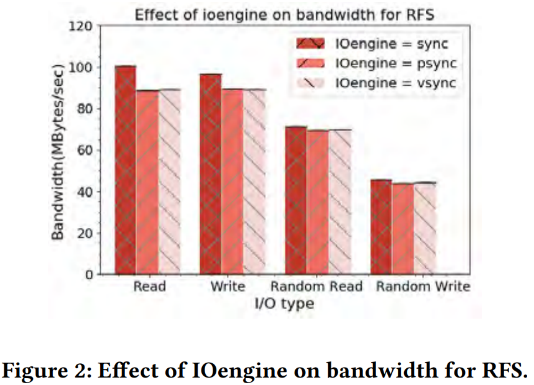 Effect of ioengine on bandwidth for RFS
120
100
80
60
40
20
0
Bandwidth(MBytes/sec)
IOengine = sync
IOengine = psync
IOengine = vsync
Read Write Random Read Random Write
I/O type
Figure 2: Effect of IOengine on bandwidth for RFS.